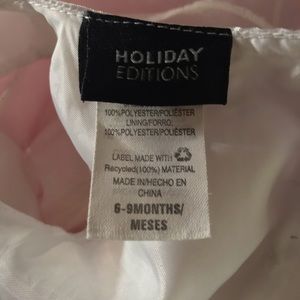 HOLIDAY
EDITIONS
100%POLYESTER/POLIÉSTER
LINING/FORRO:
100%POLYESTER/POLIÉSTER
LABEL MADE WITH
Recycled(100%) MATERIAL
MADE IN/HECHO EN
CHINA
6-9MONTHS/
MESES